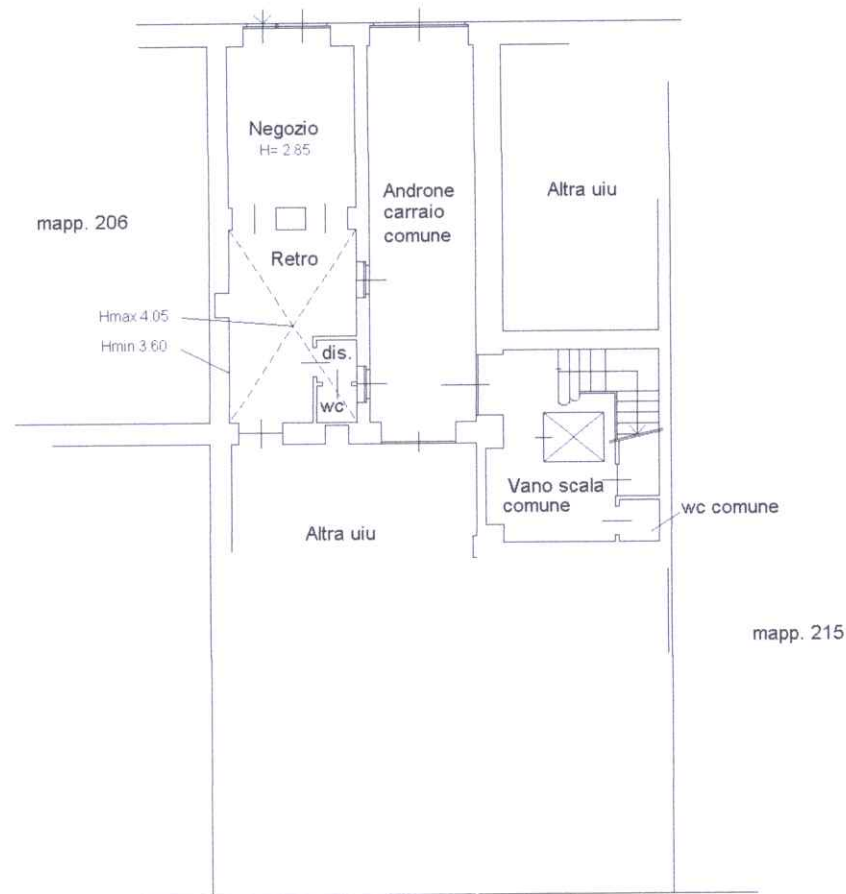 Negozio
H= 2.85
Androne
carraio
comune
Altra uiu
mapp. 206
Retro
Hmax 4.05
Hmin 3.60
dis.
wc
Vano scala
comune
wc comune
Altra uiu
mapp. 215